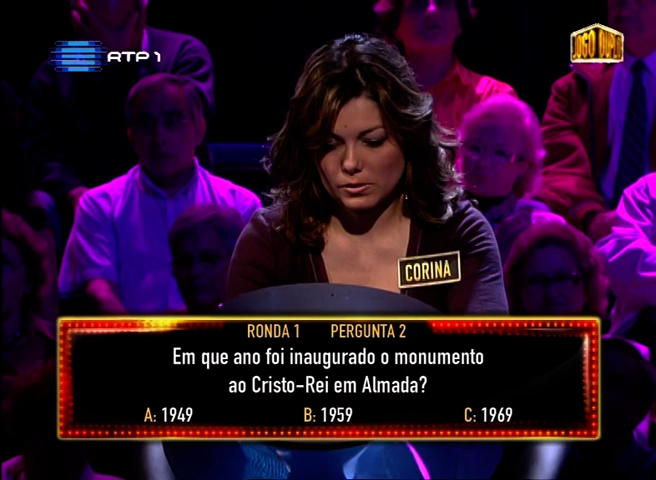 RTP 1
JOGO DUPLO
CORINA
RONDA 1 PERGUNTA 2
Em que ano foi inaugurado o monumento
ao Cristo-Rei em Almada?
A: 1949 B: 1959 C: 1969